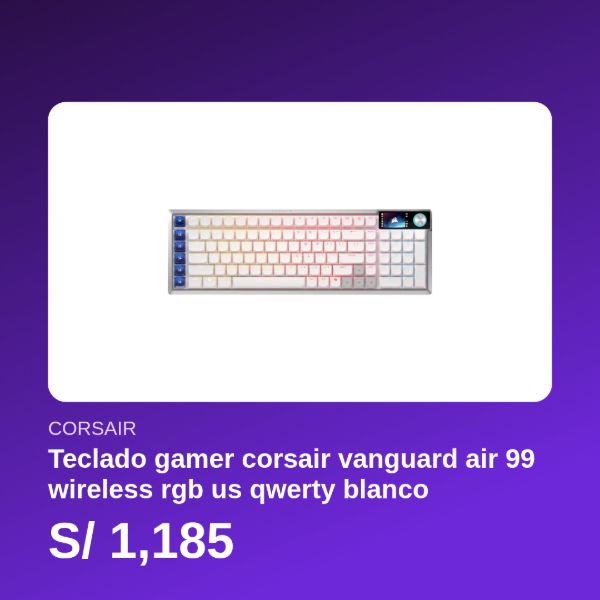 CORSAIR
Teclado gamer corsair vanguard air 99
wireless rgb us qwerty blanco
S/ 1,185